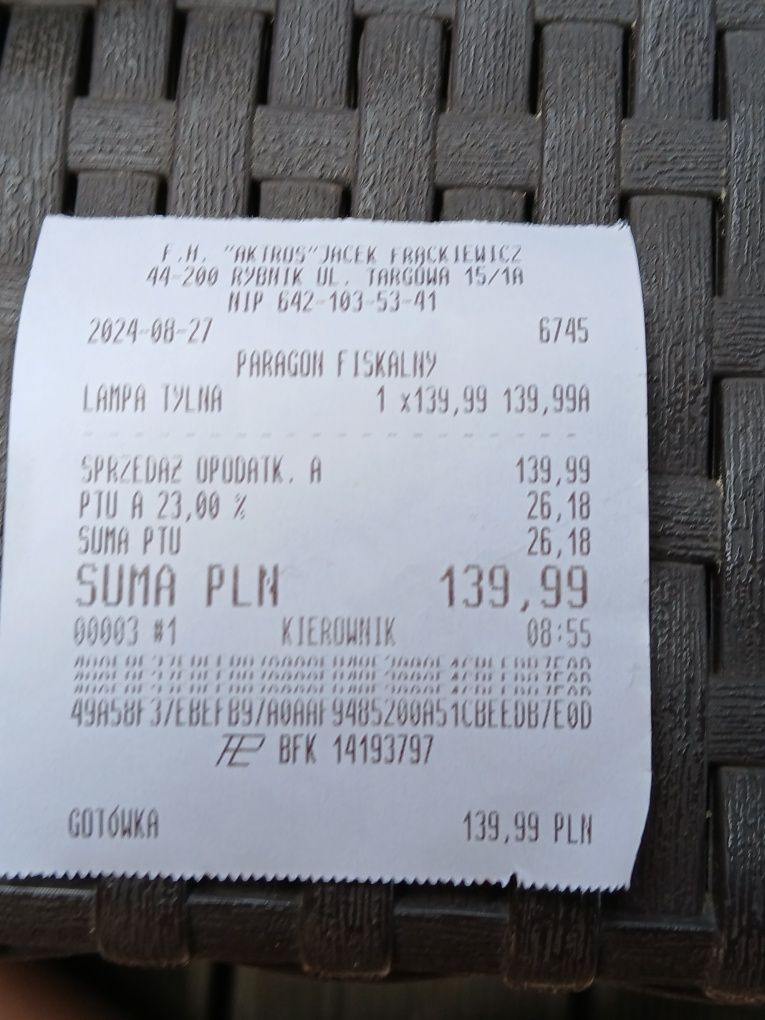 F.H. "AKTROS" JACEK FRĄCKIEWICZ
44-200 RYBNIK UL. TARGOWA 15/1A
NIP 642-103-53-41
2024-08-27 6745
PARAGON FISKALNY
LAMPA TYLNA 1 x139,99 139,99A
SPRZEDAŻ OPODATK. A 139,99
PTU A 23,00 % 26,18
SUMA PTU 26,18
SUMA PLN 139,99
00003 #1 KIEROWNIK 08:55
49A58F37EBEFB97A0AAF9485200A51CBEEDB7E0D
BFK 14193797
GOTÓWKA 139,99 PLN